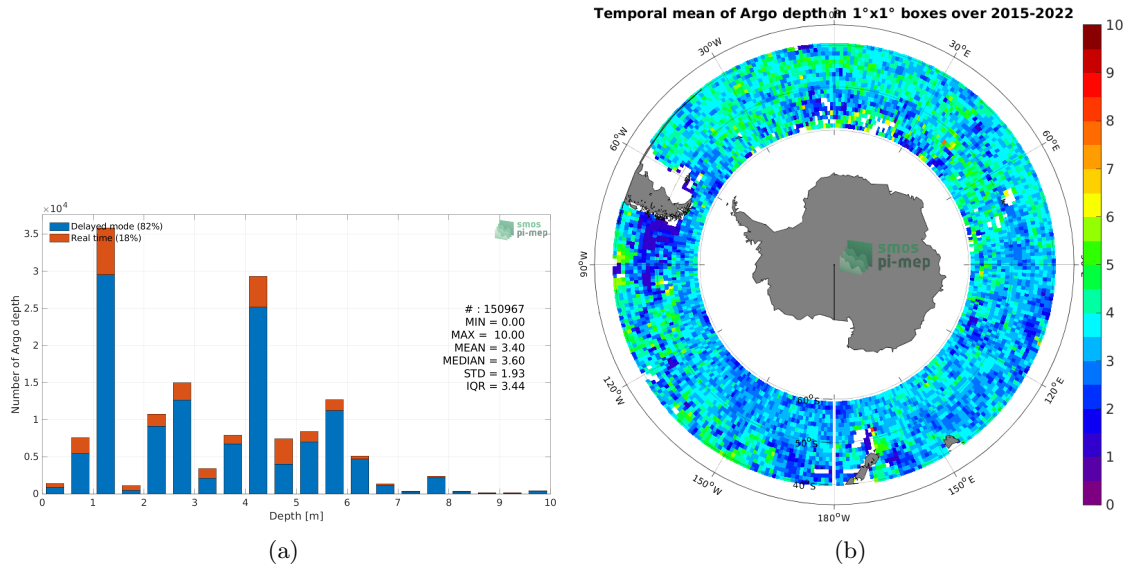 ×10⁴
Delayed mode (82%)
Real time (18%)
smos
pi-mep
3.5
3
2.5
2
1.5
1
0.5
0
Number of Argo depth
# : 150967
MIN = 0.00
MAX = 10.00
MEAN = 3.40
MEDIAN = 3.60
STD = 1.93
IQR = 3.44
0 1 2 3 4 5 6 7 8 9 10
Depth [m]
(a)
Temporal mean of Argo depth in 1°x1° boxes over 2015-2022
30°W
30°E
60°W
60°E
90°W
120°W
120°E
150°W
150°E
180°W
60°S
50°S
40°S
smos
pi-mep
10
9
8
7
6
5
4
3
2
1
0
(b)